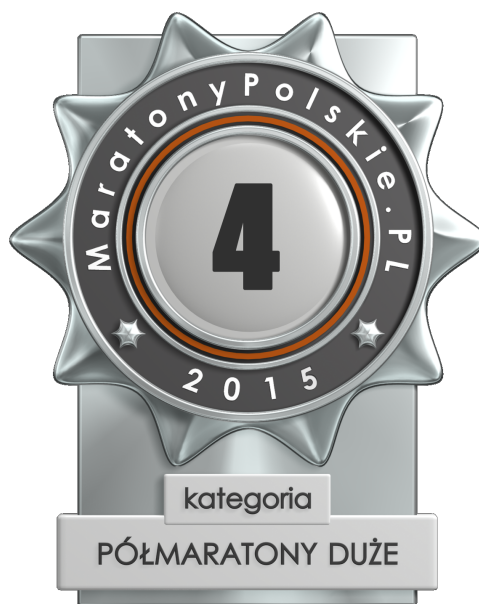 MaratonyPolskie.PL
4
2015
kategoria
PÓŁMARATONY DUŻE